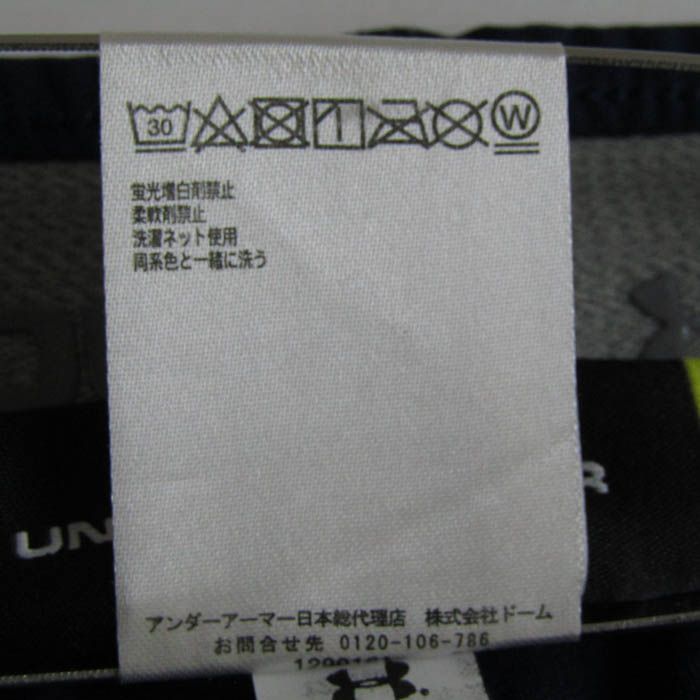 30 W
蛍光増白剤禁止
柔軟剤禁止
洗濯ネット使用
同系色と一緒に洗う
UN R
アンダーアーマー日本総代理店 株式会社ドーム
お問合せ先 0120-106-786